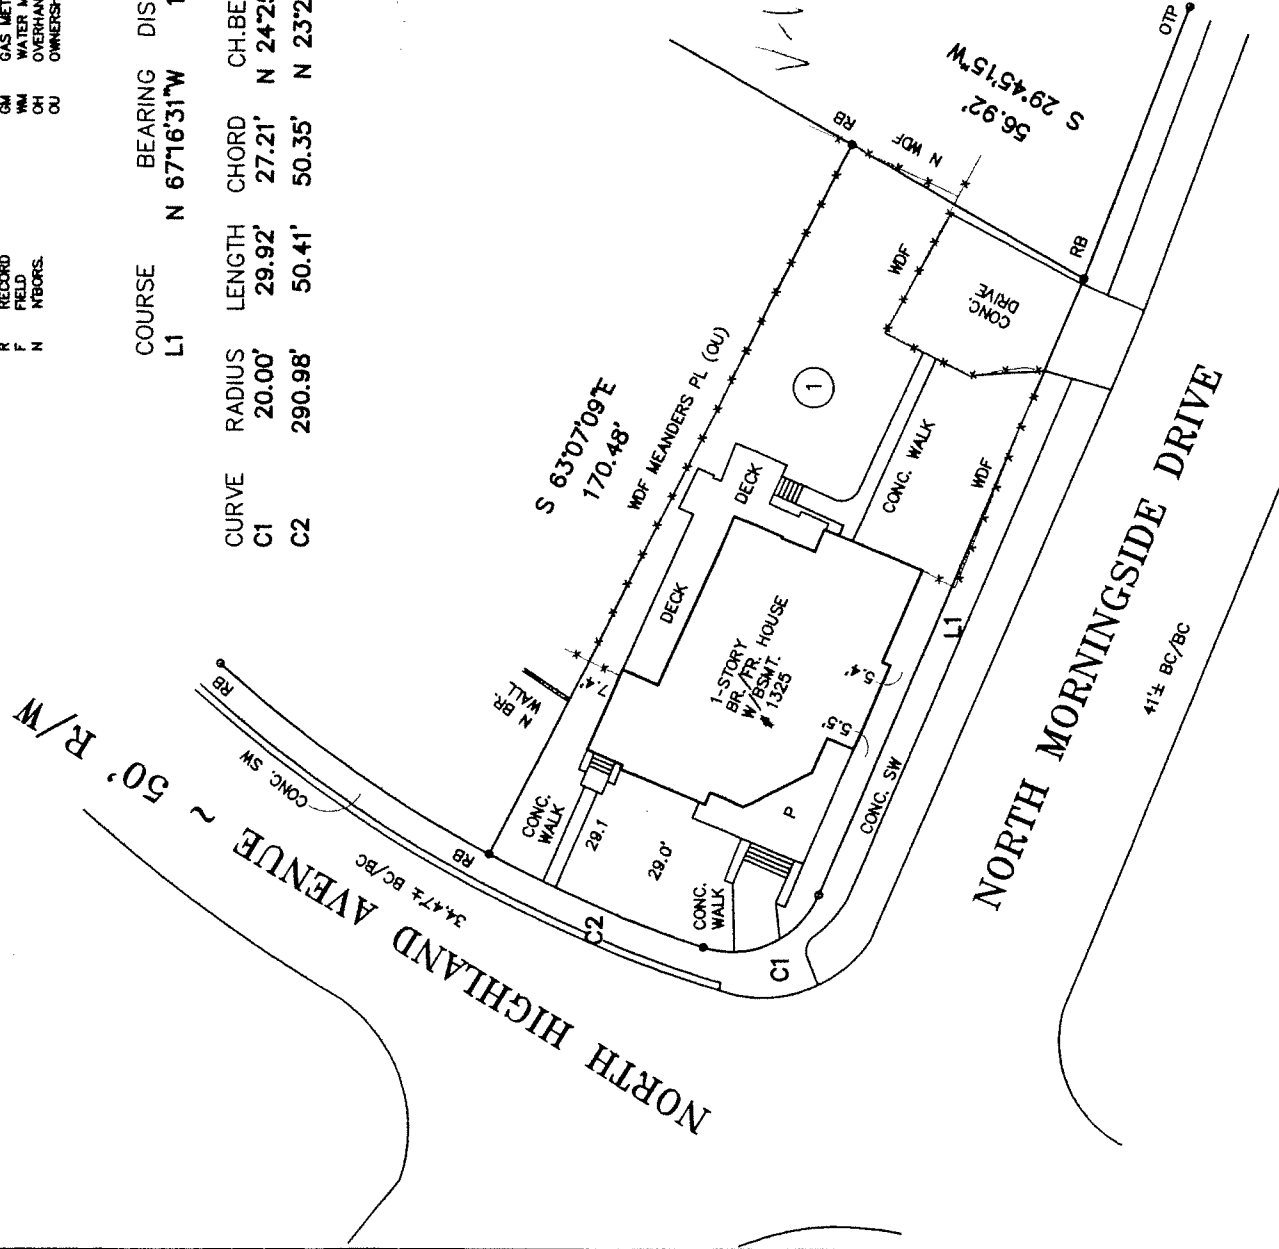 GM GAS MET
WM WATER M
OH OVERHAN
OU OWNERSH
R RECORD
F FIELD
N N'BORS.
COURSE BEARING DIS
L1 N 67°16'31"W 1
CURVE RADIUS LENGTH CHORD CH.BE
C1 20.00' 29.92' 27.21' N 24°25
C2 290.98' 50.41' 50.35' N 23°2
OTP
S 29°45'15"W
56.92'
RB
N WDF
WDF
RB
CONC.
DRIVE
S 63°07'09"E
170.48'
WDF MEANDERS PL (OU)
1
CONC. WALK
WDF
DECK
DECK
1-STORY
BR./FR. HOUSE
W/BSMT.
# 1325
7.4'
N BR.
WALL
5.4'
5.5'
L1
CONC. SW
P
CONC.
WALK
29.1
29.0'
CONC.
WALK
RB
CONC. SW
RB
34.47'± BC/BC
C2
C1
NORTH HIGHLAND AVENUE ~ 50' R/W
NORTH MORNINGSIDE DRIVE
41'± BC/BC